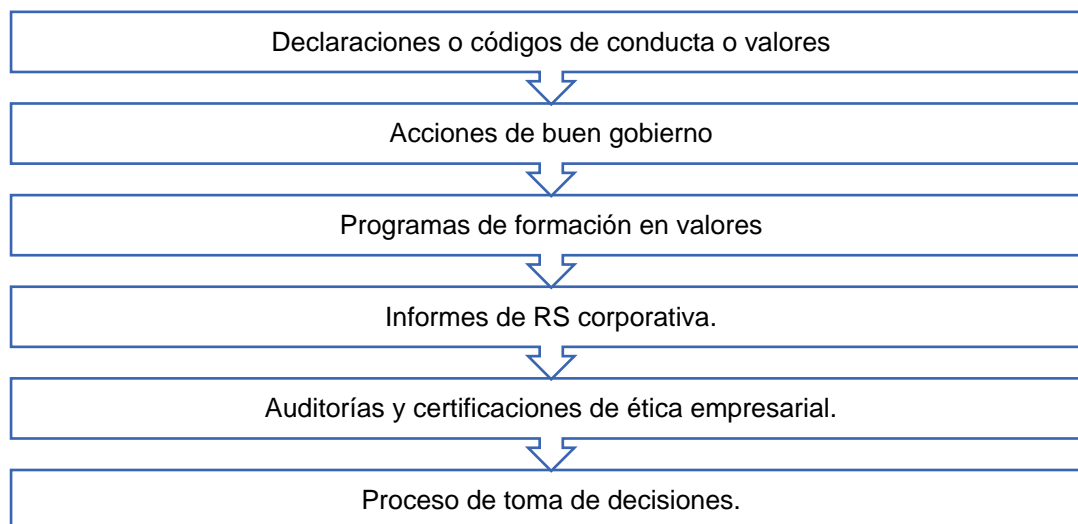 Declaraciones o códigos de conducta o valores
Acciones de buen gobierno
Programas de formación en valores
Informes de RS corporativa.
Auditorías y certificaciones de ética empresarial.
Proceso de toma de decisiones.